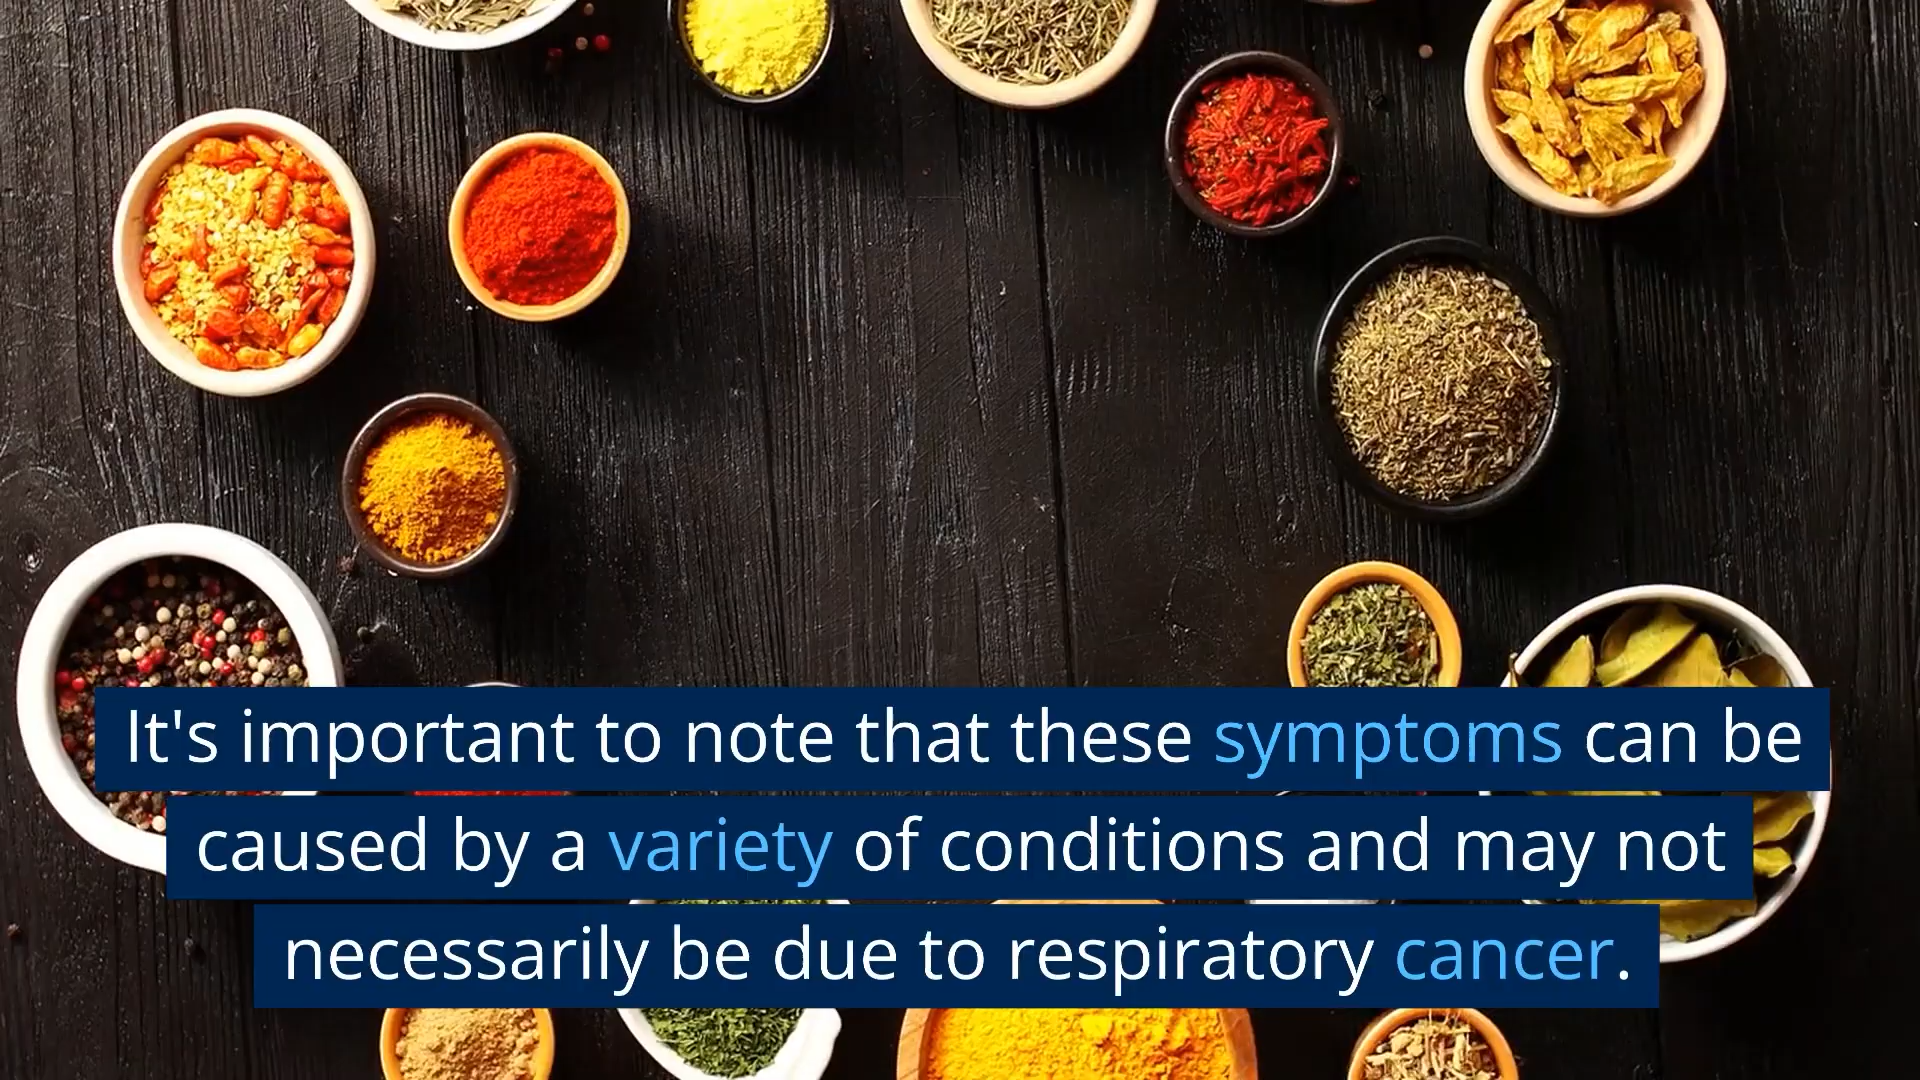 It's important to note that these symptoms can be
caused by a variety of conditions and may not
necessarily be due to respiratory cancer.